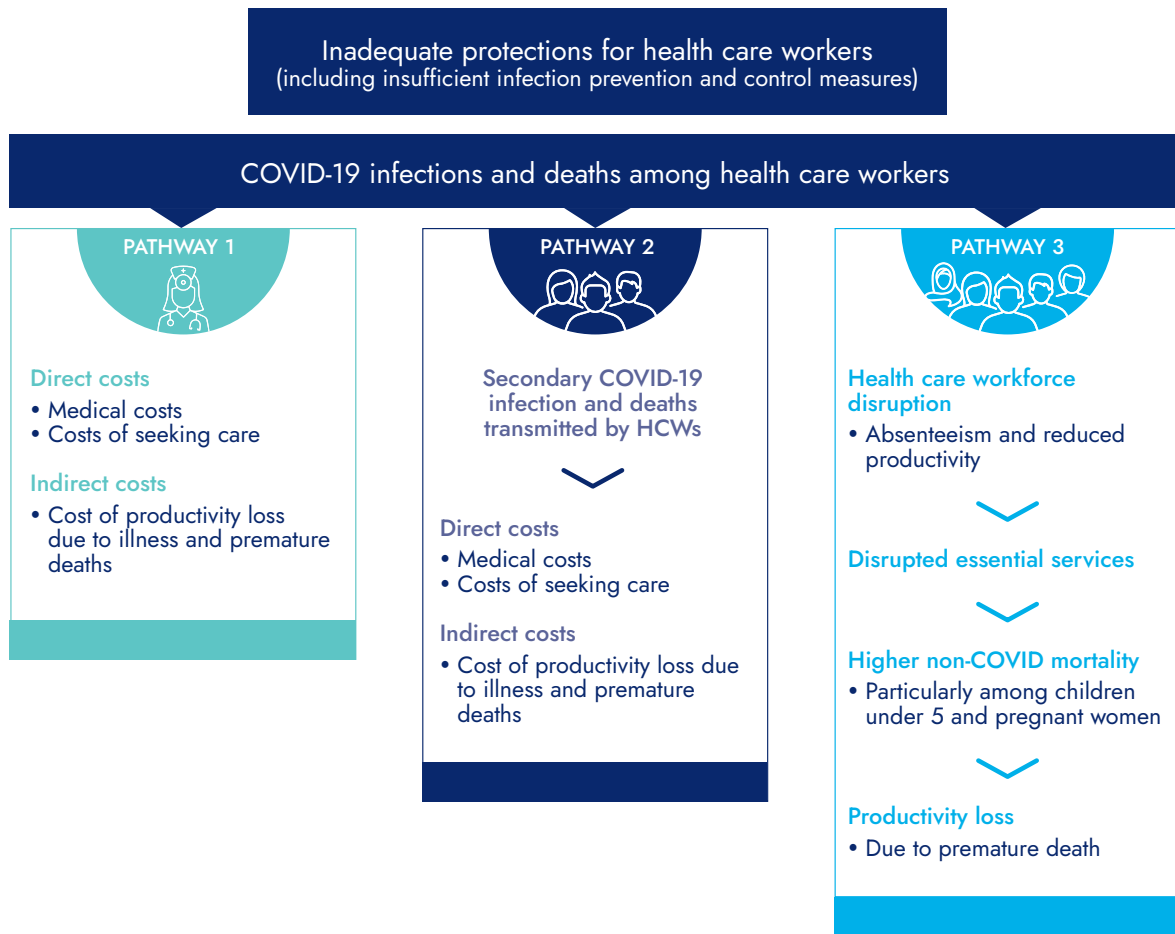 Inadequate protections for health care workers
(including insufficient infection prevention and control measures)
COVID-19 infections and deaths among health care workers
PATHWAY 1
Direct costs
• Medical costs
• Costs of seeking care
Indirect costs
• Cost of productivity loss
due to illness and premature
deaths
PATHWAY 2
Secondary COVID-19
infection and deaths
transmitted by HCWs
Direct costs
• Medical costs
• Costs of seeking care
Indirect costs
• Cost of productivity loss due
to illness and premature
deaths
PATHWAY 3
Health care workforce
disruption
• Absenteeism and reduced
productivity
Disrupted essential services
Higher non-COVID mortality
• Particularly among children
under 5 and pregnant women
Productivity loss
• Due to premature death